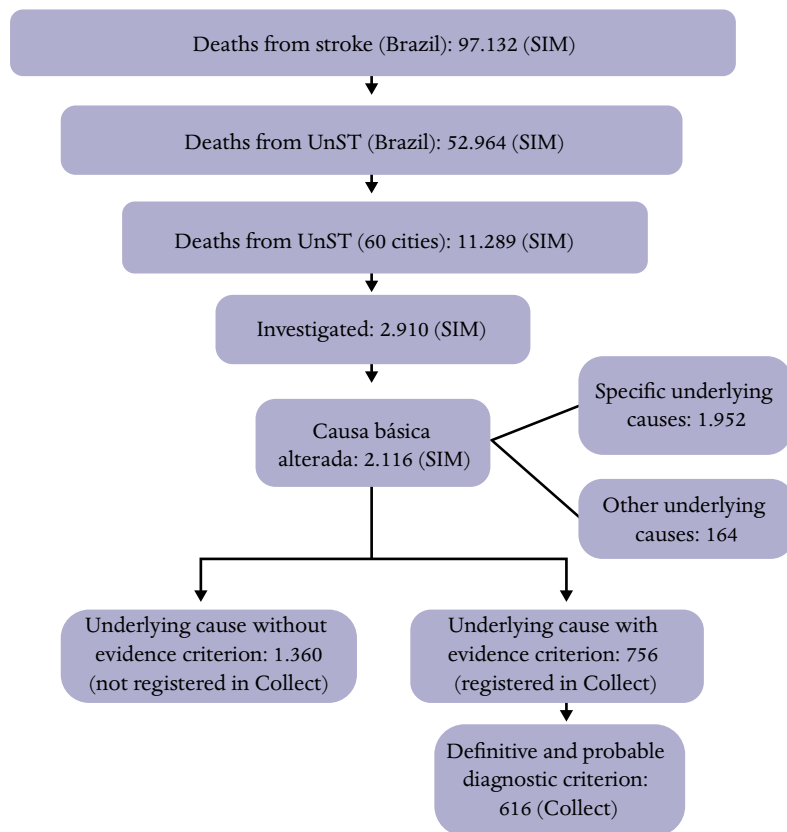 Deaths from stroke (Brazil): 97.132 (SIM)
Deaths from UnST (Brazil): 52.964 (SIM)
Deaths from UnST (60 cities): 11.289 (SIM)
Investigated: 2.910 (SIM)
Causa básica
alterada: 2.116 (SIM)
Specific underlying
causes: 1.952
Other underlying
causes: 164
Underlying cause without
evidence criterion: 1.360
(not registered in Collect)
Underlying cause with
evidence criterion: 756
(registered in Collect)
Definitive and probable
diagnostic criterion:
616 (Collect)